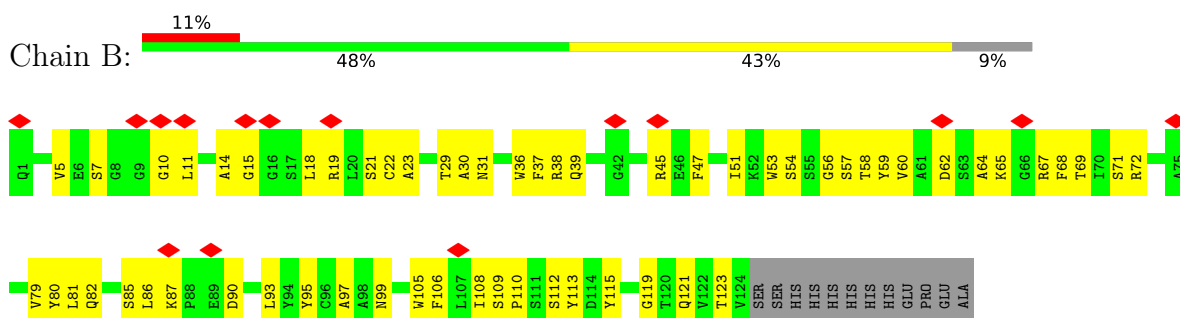 11%
Chain B:
48% 43% 9%
Q1 V5 E6 S7 G8 G9 G10 L11 A14 G15 G16 S17 L18 R19 L20 S21 C22 A23 T29 A30 N31 W36 F37 R38 Q39 G42 R45 E46 F47 I51 K52 W53 S54 S55 G56 S57 T58 Y59 V60 A61 D62 S63 A64 K65 G66 R67 F68 T69 I70 S71 R72 A75
V79 Y80 L81 Q82 S85 L86 K87 P88 E89 D90 L93 Y94 Y95 D96 A97 A98 N99 W105 F106 L107 I108 S109 P110 S111 S112 Y113 D114 Y115 G119 T120 Q121 V122 T123 V124 SER SER HIS HIS HIS HIS HIS HIS GLU PRO GLU ALA